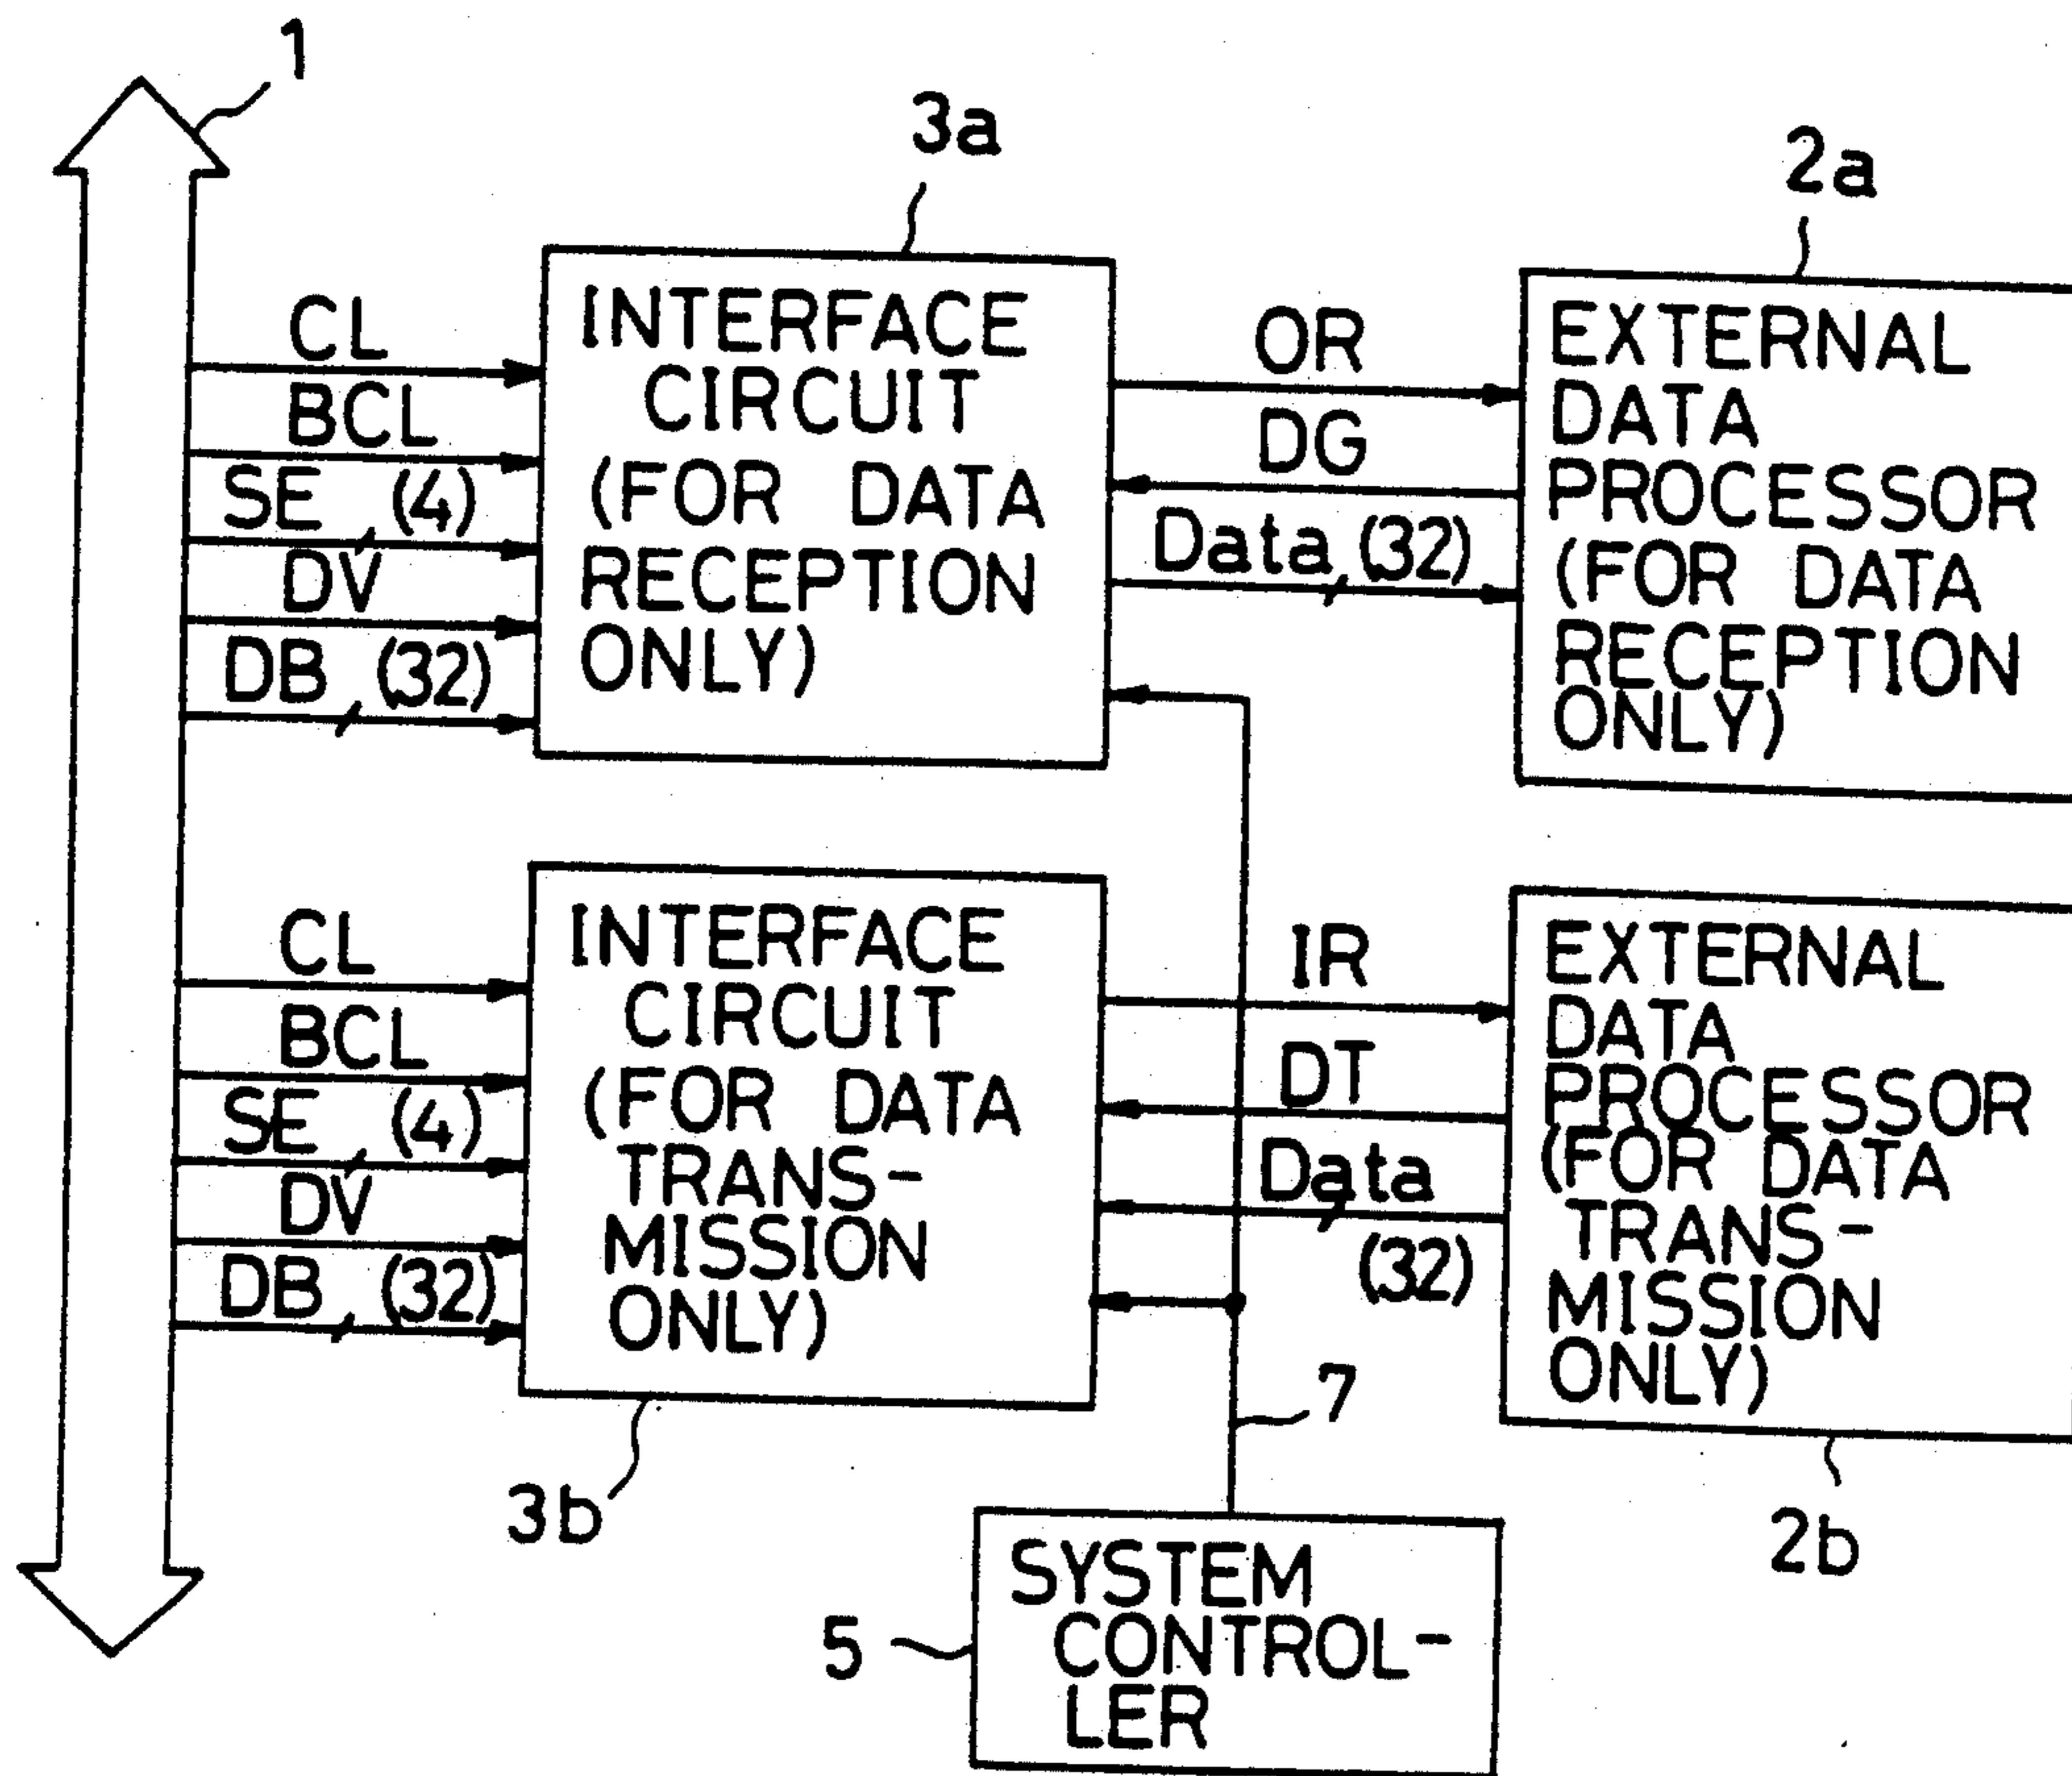 1
3a
2a
CL
BCL
SE (4)
DV
DB (32)
INTERFACE
CIRCUIT
(FOR DATA
RECEPTION
ONLY)
OR
DG
Data (32)
EXTERNAL
DATA
PROCESSOR
(FOR DATA
RECEPTION
ONLY)
CL
BCL
SE (4)
DV
DB (32)
INTERFACE
CIRCUIT
(FOR DATA
TRANS-
MISSION
ONLY)
IR
DT
Data
(32)
EXTERNAL
DATA
PROCESSOR
(FOR DATA
TRANS-
MISSION
ONLY)
7
3b
2b
5
SYSTEM
CONTROL-
LER